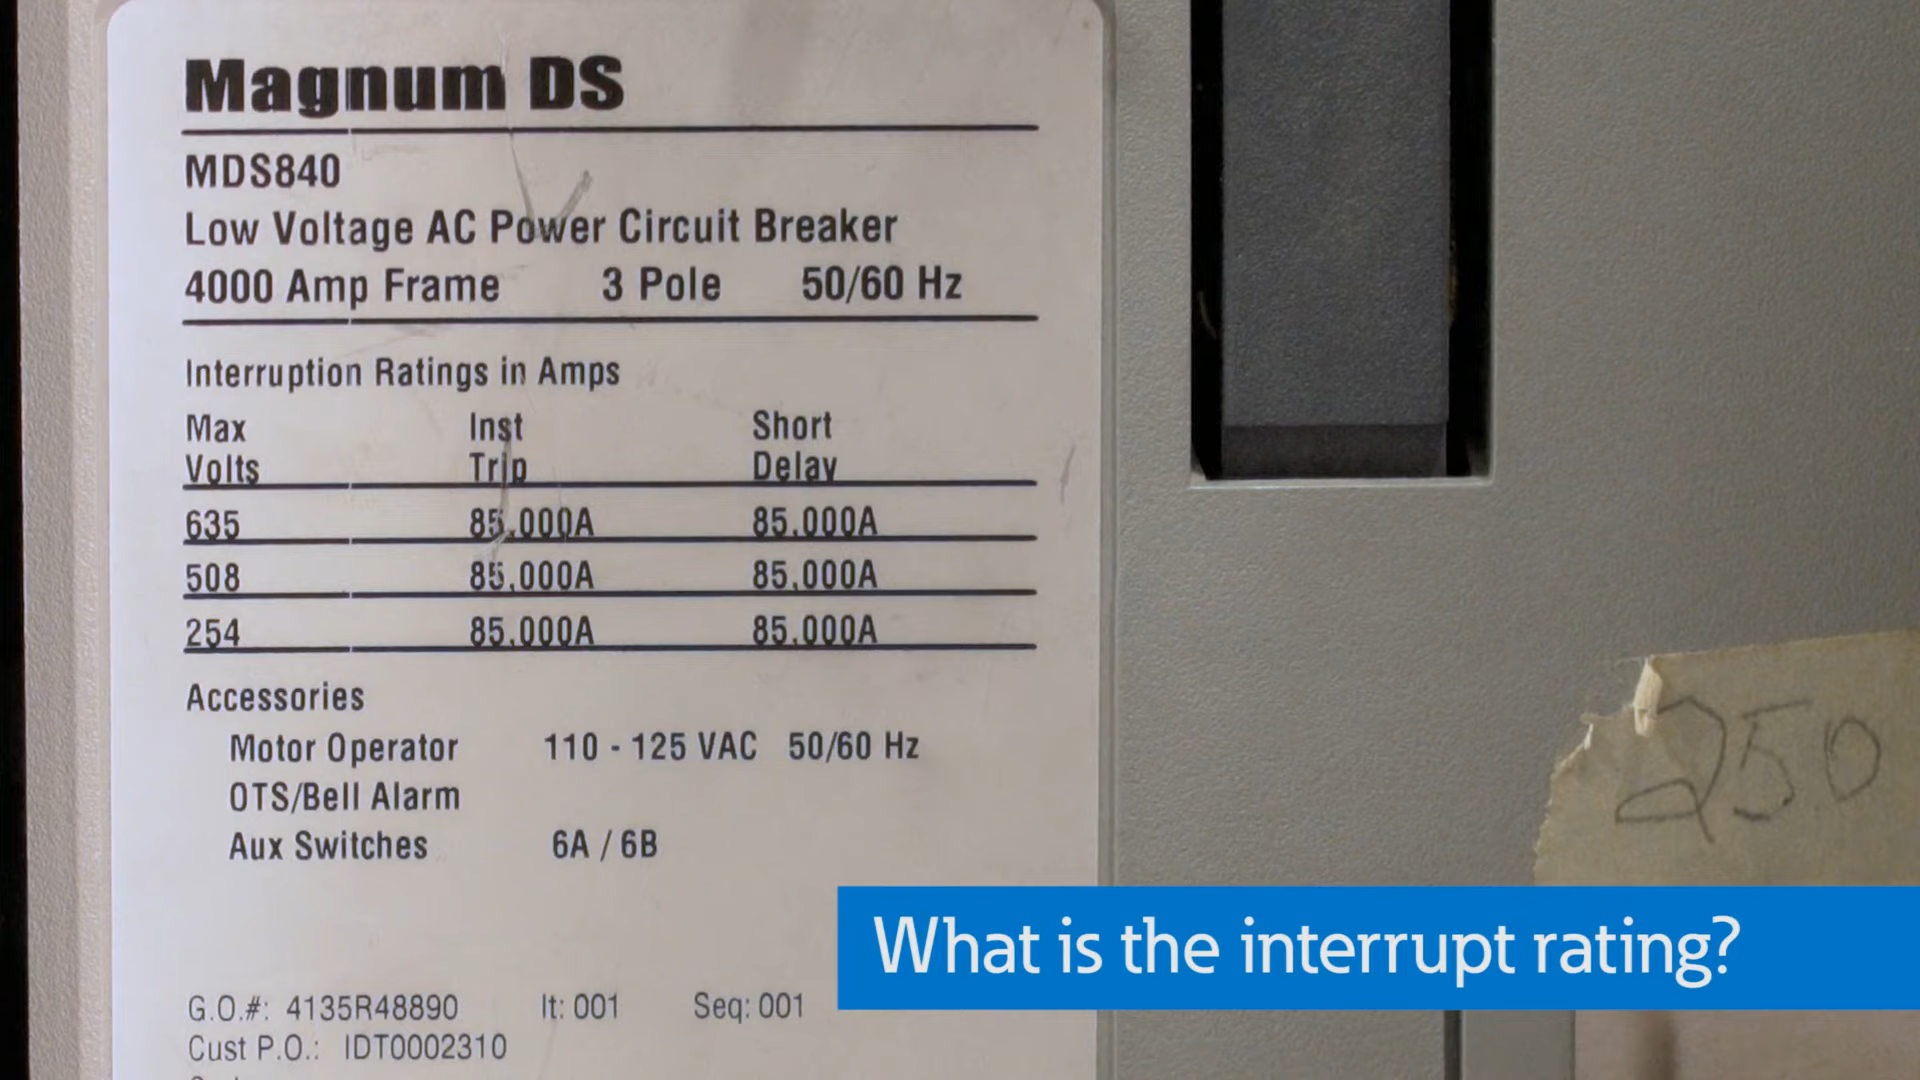 Magnum DS
MDS840
Low Voltage AC Power Circuit Breaker
4000 Amp Frame 3 Pole 50/60 Hz
Interruption Ratings in Amps
Max Volts Inst Trip Short Delay
635 85,000A 85,000A
508 85,000A 85,000A
254 85,000A 85,000A
Accessories
Motor Operator 110 - 125 VAC 50/60 Hz
OTS/Bell Alarm
Aux Switches 6A / 6B
250
What is the interrupt rating?
G.O.#: 4135R48890 It: 001 Seq: 001
Cust P.O.: IDT0002310